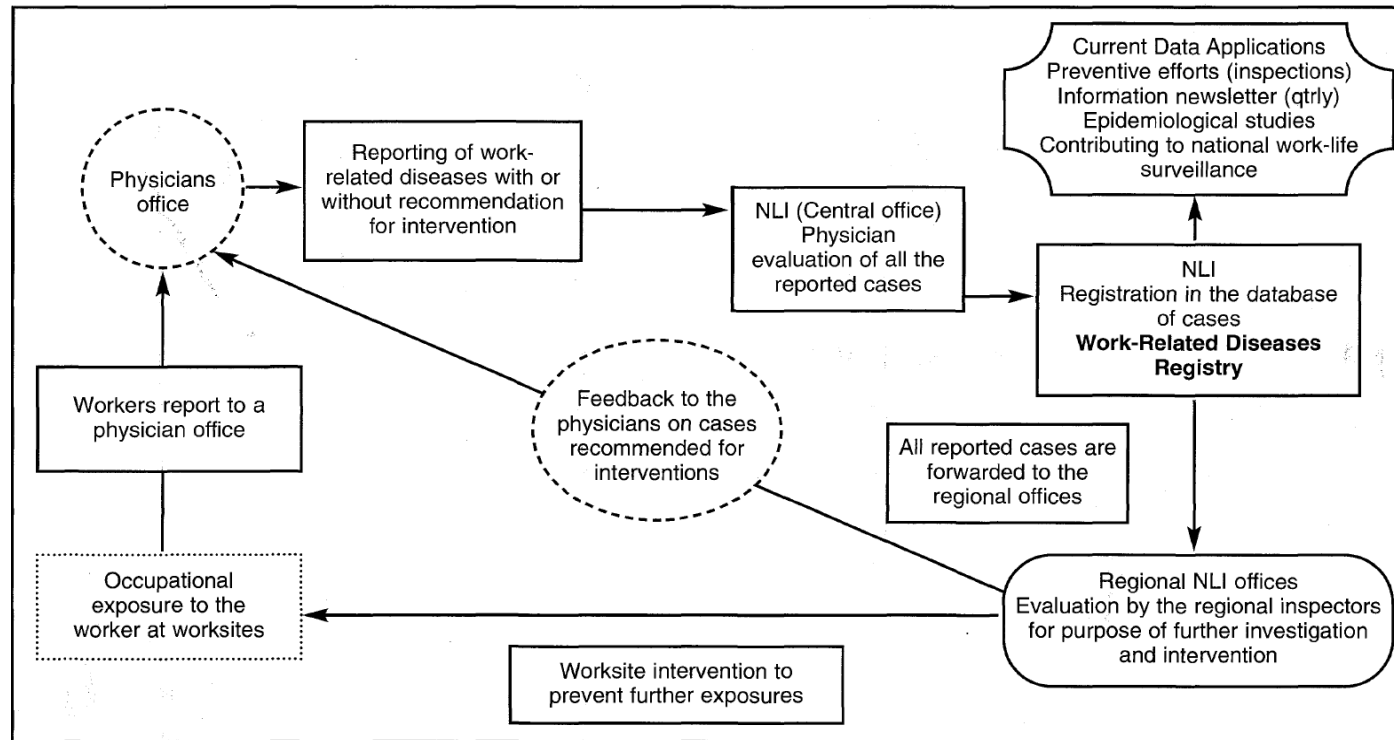 Current Data Applications
Preventive efforts (inspections)
Information newsletter (qtrly)
Epidemiological studies
Contributing to national work-life
surveillance
Physicians
office
Reporting of work-
related diseases with or
without recommendation
for intervention
NLI (Central office)
Physician
evaluation of all the
reported cases
NLI
Registration in the database
of cases
Work-Related Diseases
Registry
Workers report to a
physician office
Feedback to the
physicians on cases
recommended for
interventions
All reported cases are
forwarded to the
regional offices
Occupational
exposure to the
worker at worksites
Regional NLI offices
Evaluation by the regional inspectors
for purpose of further investigation
and intervention
Worksite intervention to
prevent further exposures